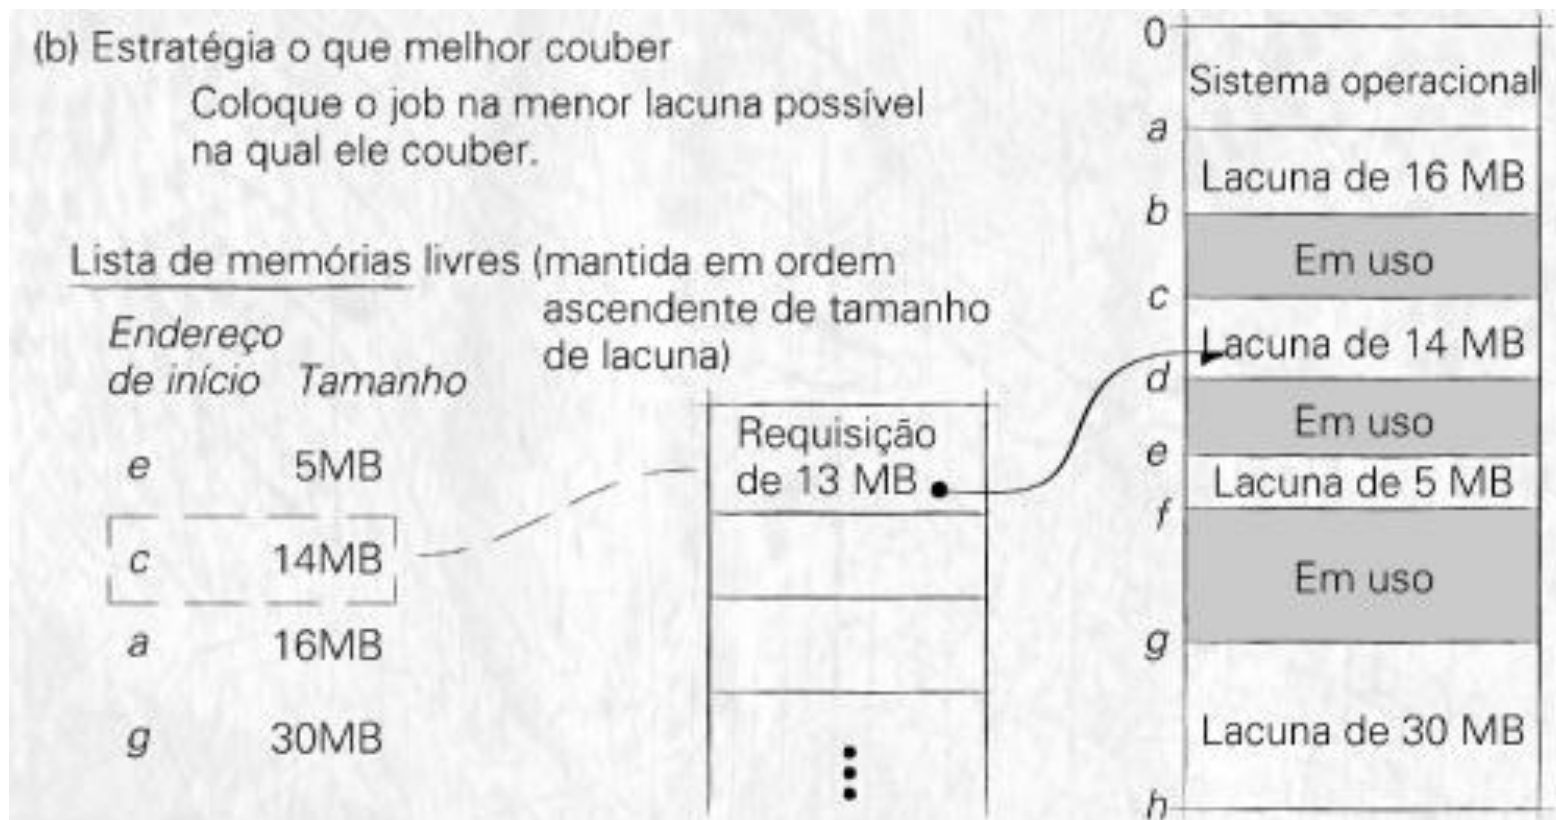 (b) Estratégia o que melhor couber
Coloque o job na menor lacuna possível
na qual ele couber.
Lista de memórias livres (mantida em ordem
ascendente de tamanho
de lacuna)
Endereço
de início Tamanho
e 5MB
c 14MB
a 16MB
g 30MB
Requisição
de 13 MB
0
Sistema operacional
a
Lacuna de 16 MB
b
Em uso
c
Lacuna de 14 MB
d
Em uso
e
Lacuna de 5 MB
f
Em uso
g
Lacuna de 30 MB
h